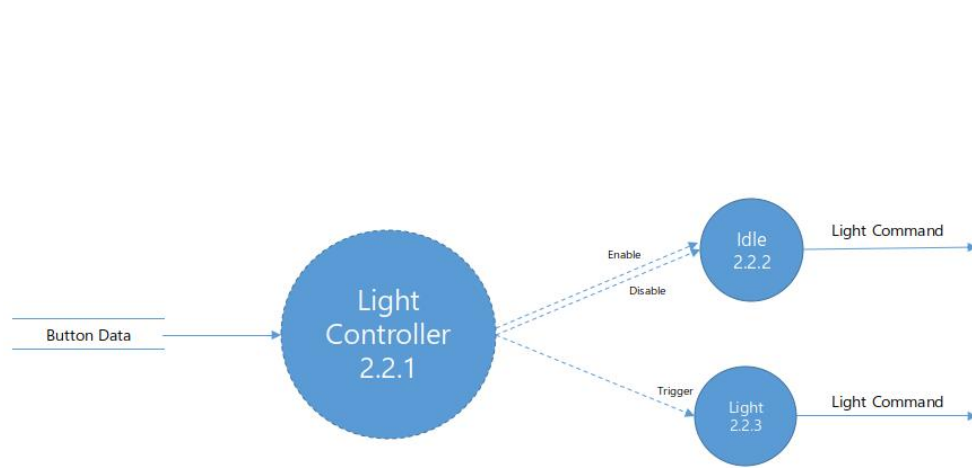 Button Data
Light
Controller
2.2.1
Enable
Disable
Trigger
Idle
2.2.2
Light Command
Light
2.2.3
Light Command